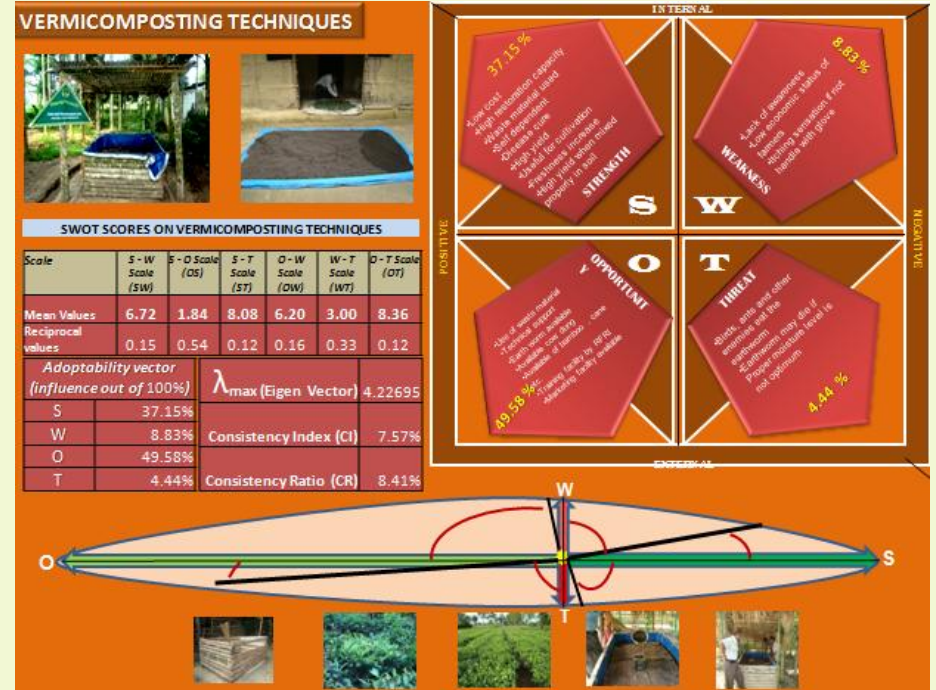 VERMICOMPOSTING TECHNIQUES
SWOT SCORES ON VERMICOMPOSTIING TECHNIQUES
Scale S - W Scale (SW) S - O Scale (OS) S - T Scale (ST) O - W Scale (OW) W - T Scale (WT) O - T Scale (OT)
Mean Values 6.72 1.84 8.08 6.20 3.00 8.36
Reciprocal values 0.15 0.54 0.12 0.16 0.33 0.12
Adoptability vector
(influence out of 100%)
S 37.15%
W 8.83%
O 49.58%
T 4.44%
λmax (Eigen Vector) 4.22695
Consistency Index (CI) 7.57%
Consistency Ratio (CR) 8.41%
INTERNAL
POSITIVE
NEGATIVE
EXTERNAL
37.15 %
•Low cost
•High restoration capacity
•Waste material used
•Self dependent
•Disease cure
•High yield
•Useful for cultivation
•Freshness increase
•High yield when mixed
property in soil
STRENGTH
S
8.83 %
•Lack of awareness
•Low economic status of
farmers
•Itching sensation if not
handle with glove
WEAKNESS
W
OPPORTUNIT
Y
O
•Use of waste material
•Technical support
•Earth worm available
•Available cow dung
•Available of bamboo , cane
etc
•Training facility by RFRI
•Marketing facility available
49.58 %
THREAT
T
•Birds, ants and other
enemies eat the
earthworm
•Earthworm may die if
Proper moisture level is
not optimum
4.44 %
W
O
S
T